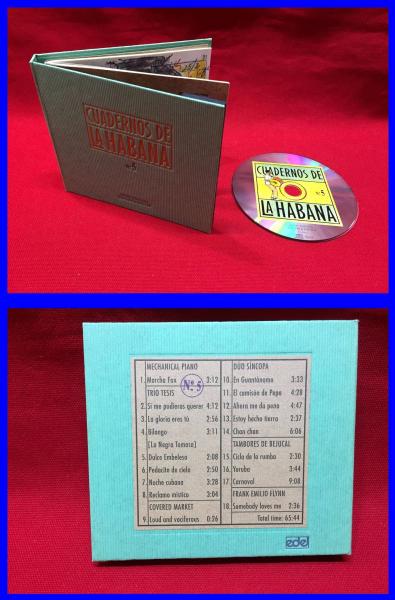 CUADERNOS DE
LA HABANA
Nº5
CUADERNOS DE
Nº5
LA HABANA
MECHANICAL PIANO
1. Marcha Fox 3:12
TRIO TESIS
Nº 5
2. Si me pudieras querer 4:12
3. La gloria eres tú 2:56
4. Bilongo 3:11
[La Negra Tomasa]
5. Dulce Embeleso 2:08
6. Pedacito de cielo 2:50
7. Noche cubana 3:28
8. Reclamo místico 3:04
COVERED MARKET
9. Loud and vociferous 0:26
DUO SÍNCOPA
10. En Guantánamo 3:33
11. El camisón de Pepa 4:28
12. Ahora me da pena 4:47
13. Estoy hecho tierra 2:37
14. Chan chan 6:06
TAMBORES DE BEJUCAL
15. Ciclo de la rumba 2:30
16. Yoruba 3:44
17. Carnaval 9:08
FRANK EMILIO FLYNN
18. Somebody loves me 2:36
Total time: 65:44
edel